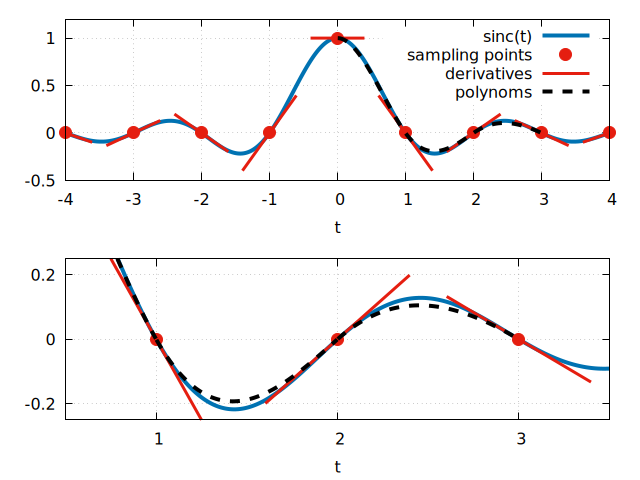 1
0.5
0
-0.5
sinc(t)
sampling points
derivatives
polynoms
-4 -3 -2 -1 0 1 2 3 4
t
0.2
0
-0.2
1 2 3
t